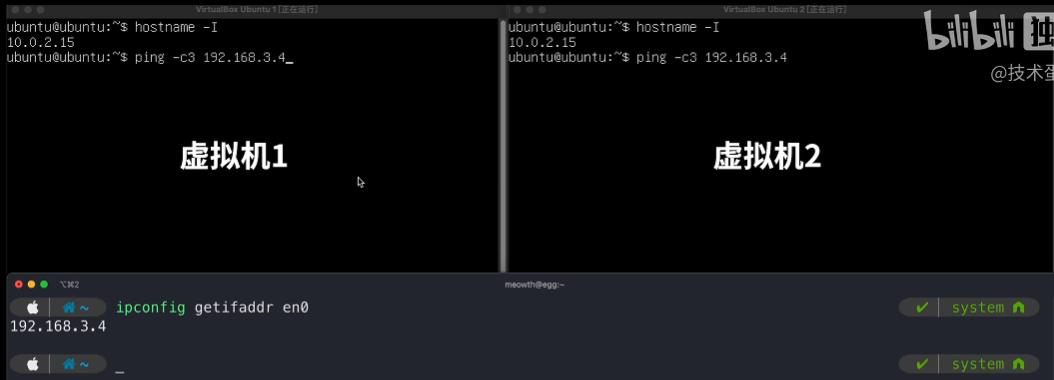 VirtualBox Ubuntu 1 [正在运行]
ubuntu@ubuntu:~$ hostname -I
10.0.2.15
ubuntu@ubuntu:~$ ping -c3 192.168.3.4_
虚拟机1
VirtualBox Ubuntu 2 [正在运行]
ubuntu@ubuntu:~$ hostname -I
10.0.2.15
ubuntu@ubuntu:~$ ping -c3 192.168.3.4
虚拟机2
bilibili 独
@技术蛋
⌥⌘2
meowth@egg:~
~ ipconfig getifaddr en0 ✔ system
192.168.3.4
~ _ ✔ system